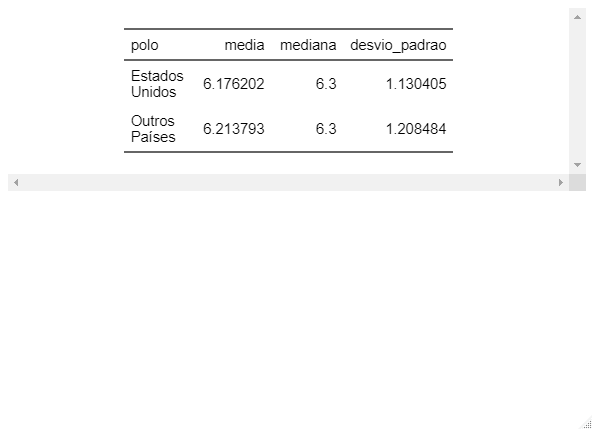 polo media mediana desvio_padrao
Estados
Unidos 6.176202 6.3 1.130405
Outros
Países 6.213793 6.3 1.208484